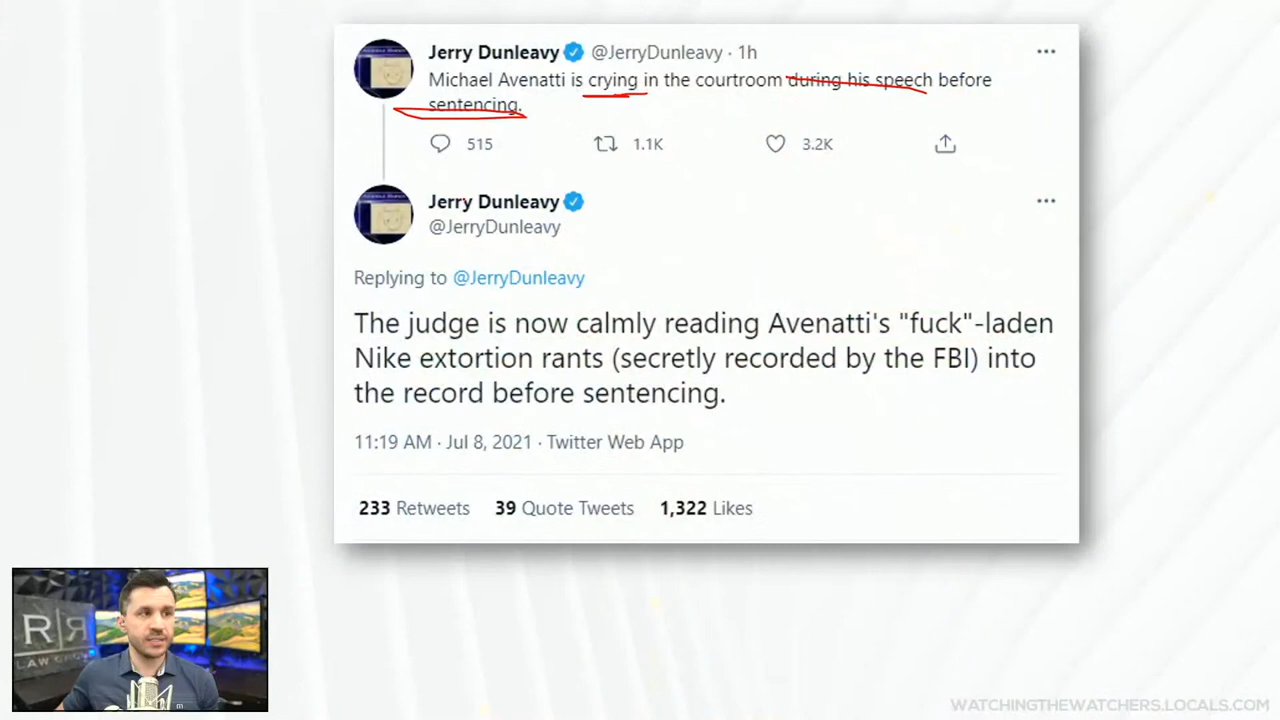 Jerry Dunleavy @JerryDunleavy · 1h
Michael Avenatti is crying in the courtroom during his speech before
sentencing.
515 1.1K 3.2K
Jerry Dunleavy
@JerryDunleavy
Replying to @JerryDunleavy
The judge is now calmly reading Avenatti's "fuck"-laden
Nike extortion rants (secretly recorded by the FBI) into
the record before sentencing.
11:19 AM · Jul 8, 2021 · Twitter Web App
233 Retweets 39 Quote Tweets 1,322 Likes
R|R
LAW GROUP
WATCHINGTHEWATCHERS.LOCALS.COM